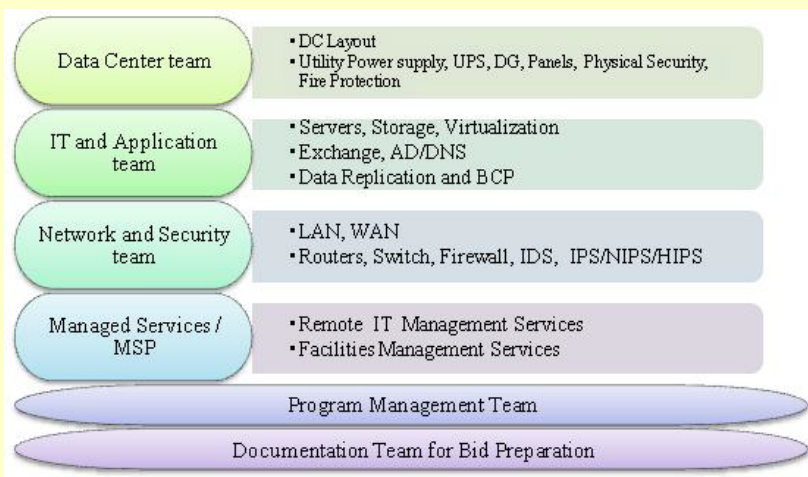 Data Center team
• DC Layout
• Utility Power supply, UPS, DG, Panels, Physical Security,
Fire Protection
IT and Application
team
• Servers, Storage, Virtualization
• Exchange, AD/DNS
• Data Replication and BCP
Network and Security
team
• LAN, WAN
• Routers, Switch, Firewall, IDS, IPS/NIPS/HIPS
Managed Services /
MSP
• Remote IT Management Services
• Facilities Management Services
Program Management Team
Documentation Team for Bid Preparation